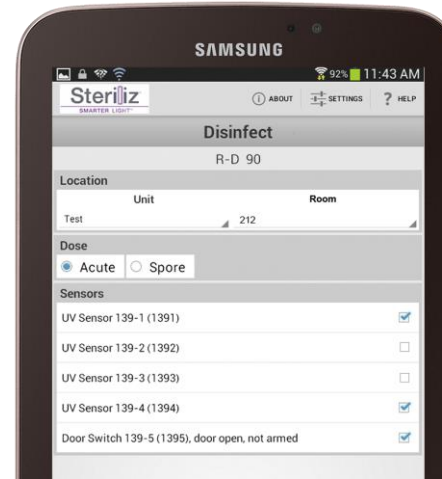 SAMSUNG
92% 11:43 AM
Steriliz
SMARTER LIGHT™
ABOUT
SETTINGS
? HELP
Disinfect
R-D 90
Location
Unit Room
Test 212
Dose
Acute Spore
Sensors
UV Sensor 139-1 (1391)
UV Sensor 139-2 (1392)
UV Sensor 139-3 (1393)
UV Sensor 139-4 (1394)
Door Switch 139-5 (1395), door open, not armed